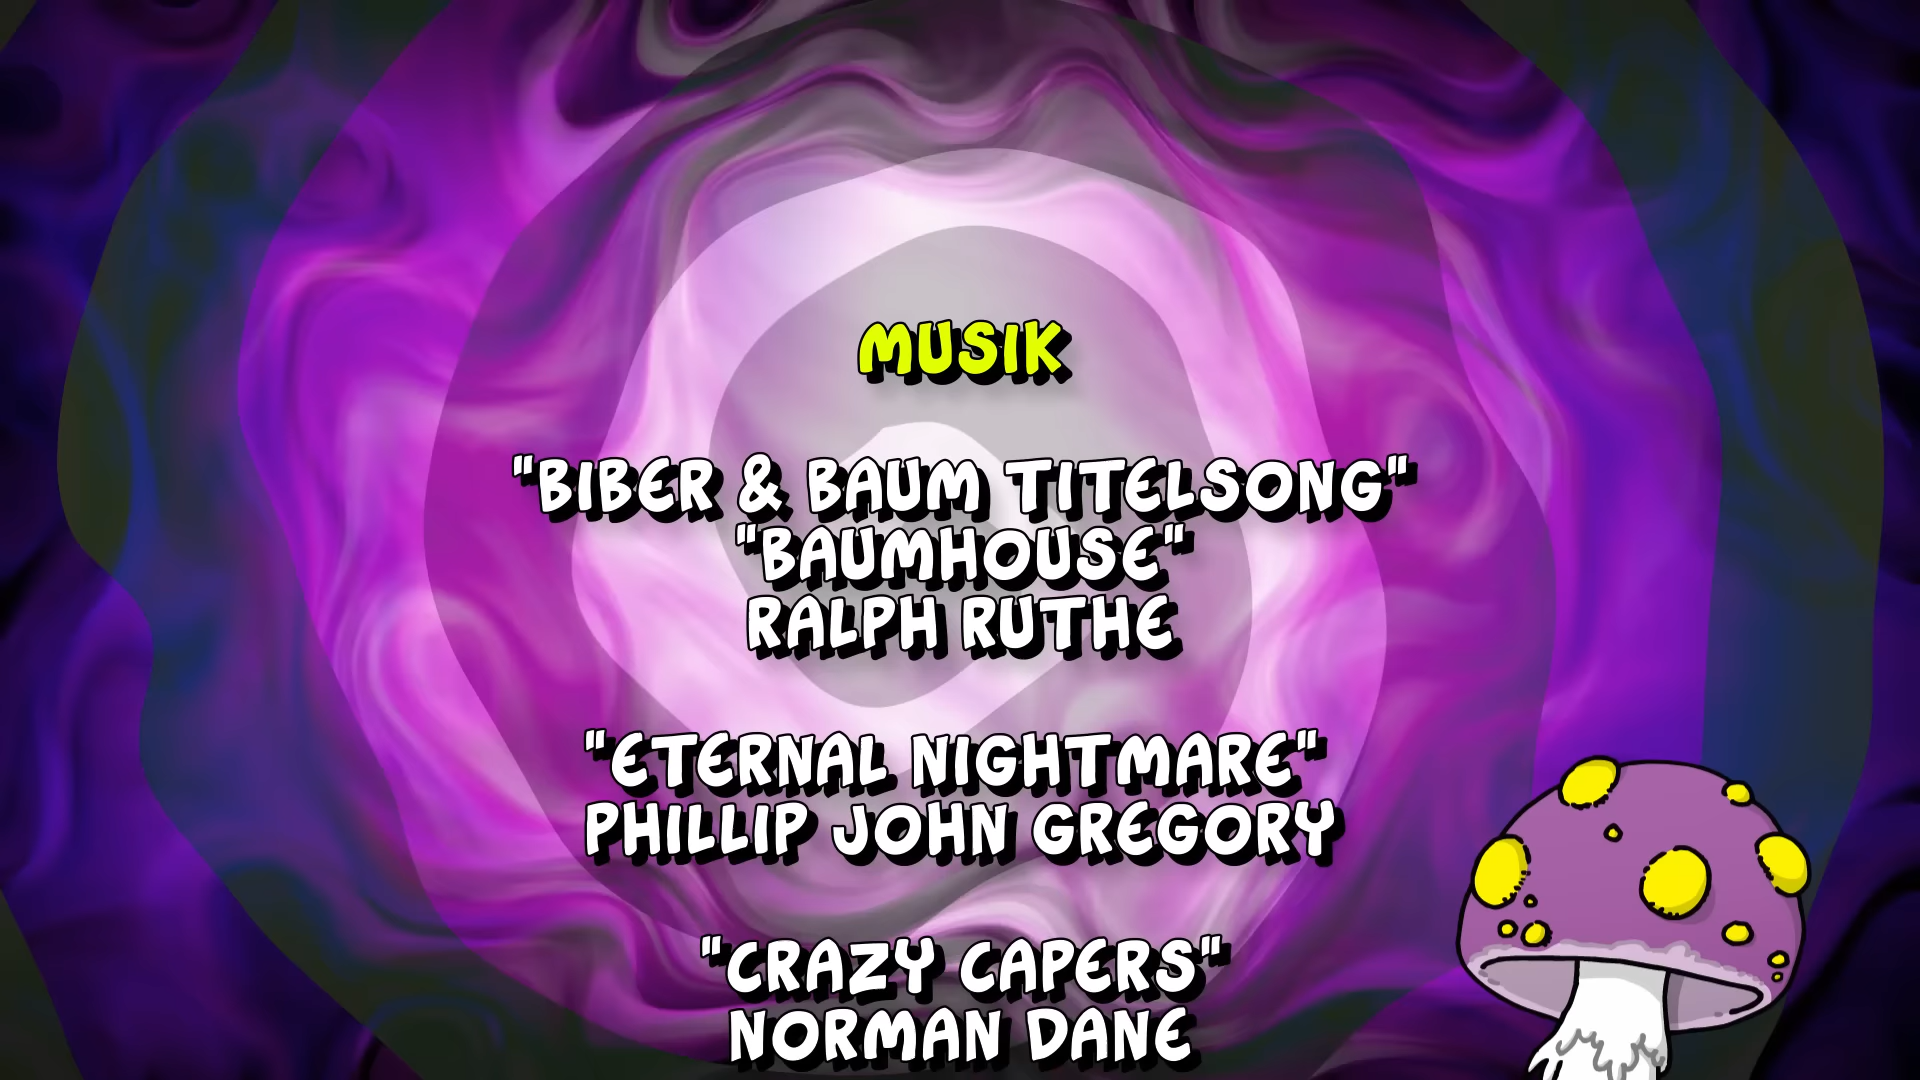 MUSIK
"BIBER & BAUM TITELSONG"
"BAUMHOUSE"
RALPH RUTHE
"ETERNAL NIGHTMARE"
PHILLIP JOHN GREGORY
"CRAZY CAPERS"
NORMAN DANE